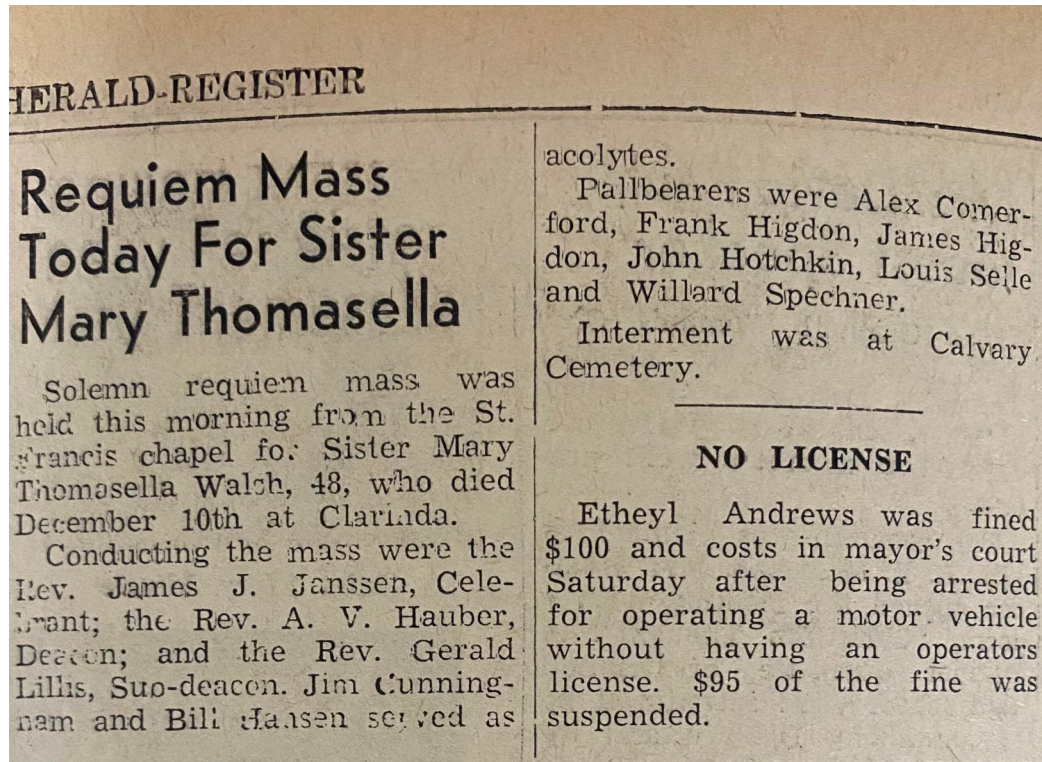 HERALD-REGISTER
Requiem Mass
Today For Sister
Mary Thomasella
Solemn requiem mass was
held this morning from the St.
Francis chapel for Sister Mary
Thomasella Walsh, 48, who died
December 10th at Clarinda.
Conducting the mass were the
Rev. James J. Janssen, Cele-
brant; the Rev. A. V. Hauber,
Deacon; and the Rev. Gerald
Lillis, Sub-deacon. Jim Cunning-
ham and Bill Hansen served as
acolytes.
Pallbearers were Alex Comer-
ford, Frank Higdon, James Hig-
don, John Hotchkin, Louis Selle
and Willard Spechner.
Interment was at Calvary
Cemetery.
NO LICENSE
Etheyl Andrews was fined
$100 and costs in mayor's court
Saturday after being arrested
for operating a motor vehicle
without having an operators
license. $95 of the fine was
suspended.